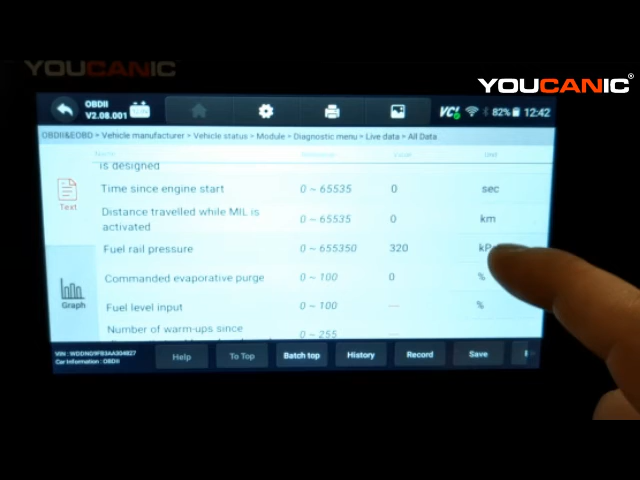 YOUCANIC
YOUCANIC®
OBDII
V2.08.001
VCI
82%
12:42
OBDII&EOBD > Vehicle manufacturer > Vehicle status > Module > Diagnostic menu > Live data > All Data
Name Value Unit
is designed
Text
Time since engine start 0 ~ 65535 0 sec
Distance travelled while MIL is
activated 0 ~ 65535 0 km
Fuel rail pressure 0 ~ 655350 320
Commanded evaporative purge 0 ~ 100 0 %
Graph
Fuel level input 0 ~ 100 ---- %
Number of warm-ups since 0 ~ 255
Car Information : OBDII
Help To Top Batch top History Record Save